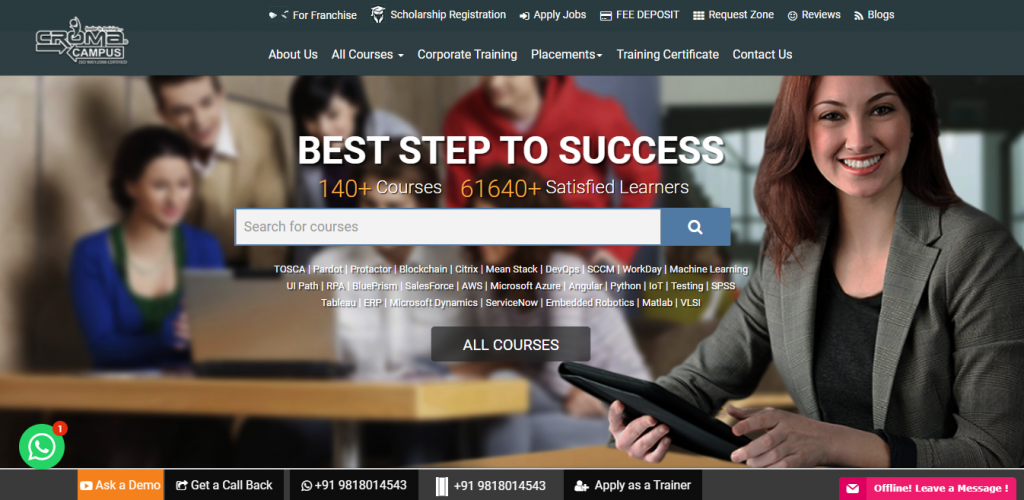 For Franchise Scholarship Registration Apply Jobs FEE DEPOSIT Request Zone Reviews Blogs
CROMA
CAMPUS
About Us All Courses Corporate Training Placements Training Certificate Contact Us
BEST STEP TO SUCCESS
140+ Courses 61640+ Satisfied Learners
Search for courses
TOSCA | Pardot | Protactor | Blockchain | Citrix | Mean Stack | DevOps | SCCM | WorkDay | Machine Learning
UI Path | RPA | BluePrism | SalesForce | AWS | Microsoft Azure | Angular | Python | IoT | Testing | SPSS
Tableau | ERP | Microsoft Dynamics | ServiceNow | Embedded Robotics | Matlab | VLSI
ALL COURSES
1
Ask a Demo Get a Call Back +91 9818014543 +91 9818014543 Apply as a Trainer
Offline! Leave a Message !